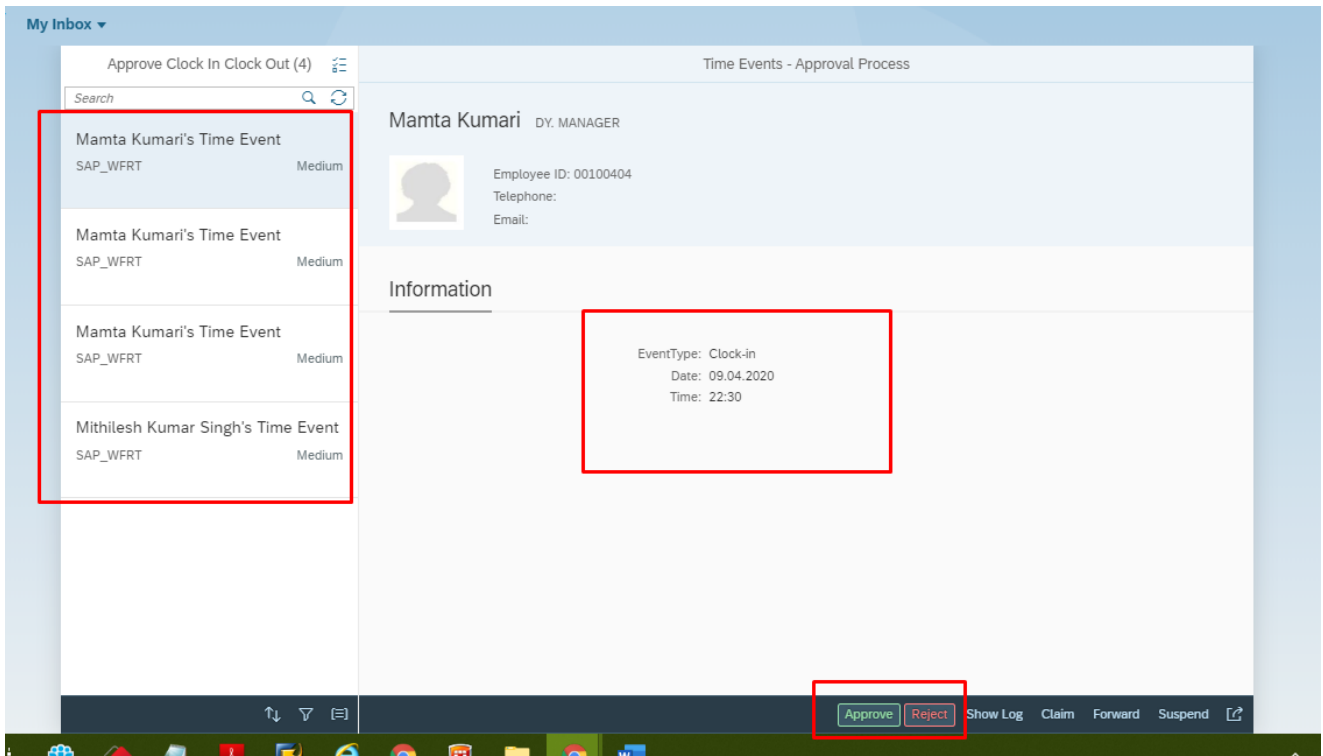 My Inbox
Approve Clock In Clock Out (4)
Search
Mamta Kumari's Time Event
SAP_WFRT Medium
Mamta Kumari's Time Event
SAP_WFRT Medium
Mamta Kumari's Time Event
SAP_WFRT Medium
Mithilesh Kumar Singh's Time Event
SAP_WFRT Medium
Time Events - Approval Process
Mamta Kumari DY. MANAGER
Employee ID: 00100404
Telephone:
Email:
Information
EventType: Clock-in
Date: 09.04.2020
Time: 22:30
Approve Reject Show Log Claim Forward Suspend